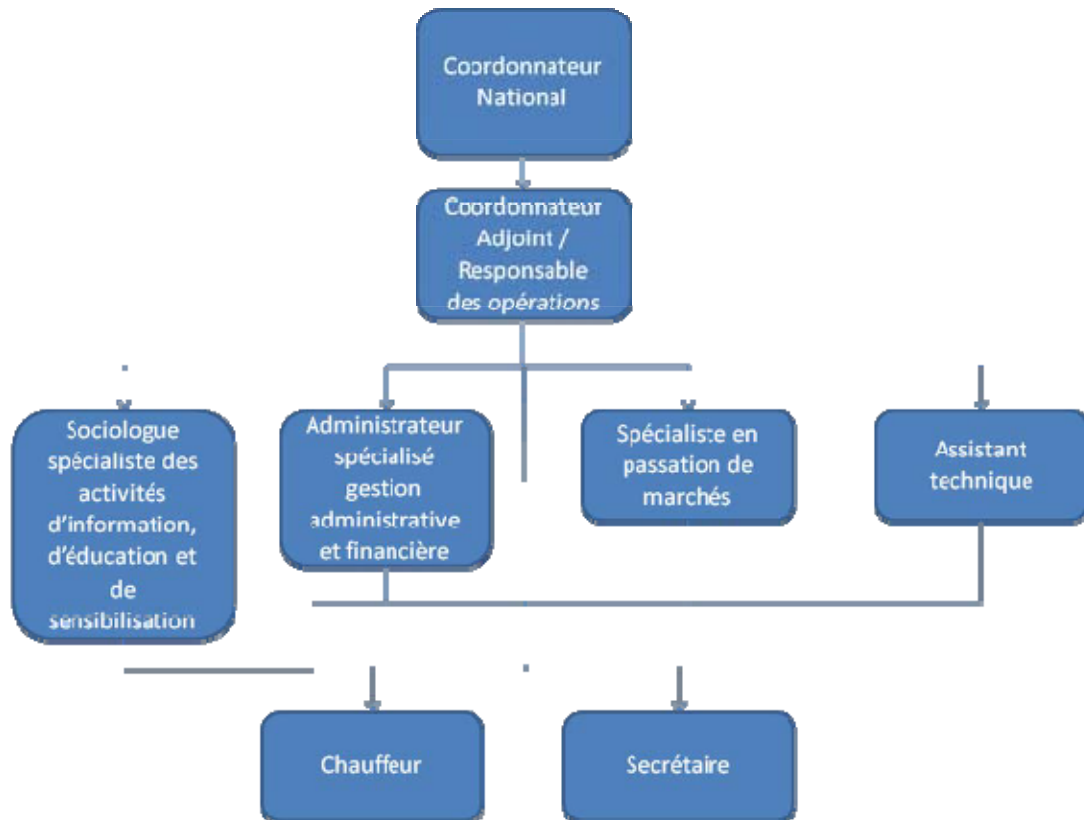 Coordonnateur
National
Coordonnateur
Adjoint /
Responsable
des opérations
Sociologue
spécialiste des
activités
d'information,
d'éducation et
de
sensibilisation
Administrateur
spécialisé
gestion
administrative
et financière
Spécialiste en
passation de
marchés
Assistant
technique
Chauffeur
Secrétaire